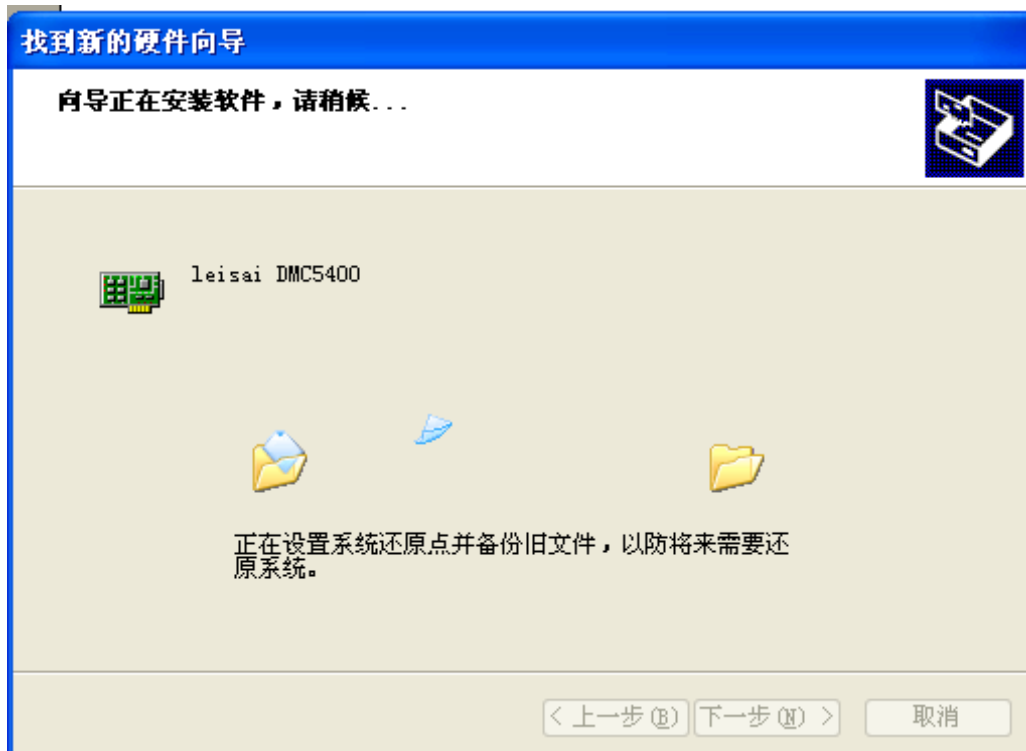 找到新的硬件向导
向导正在安装软件，请稍候...
leisai DMC5400
正在设置系统还原点并备份旧文件，以防将来需要还
原系统。
< 上一步(B) 下一步(N) > 取消